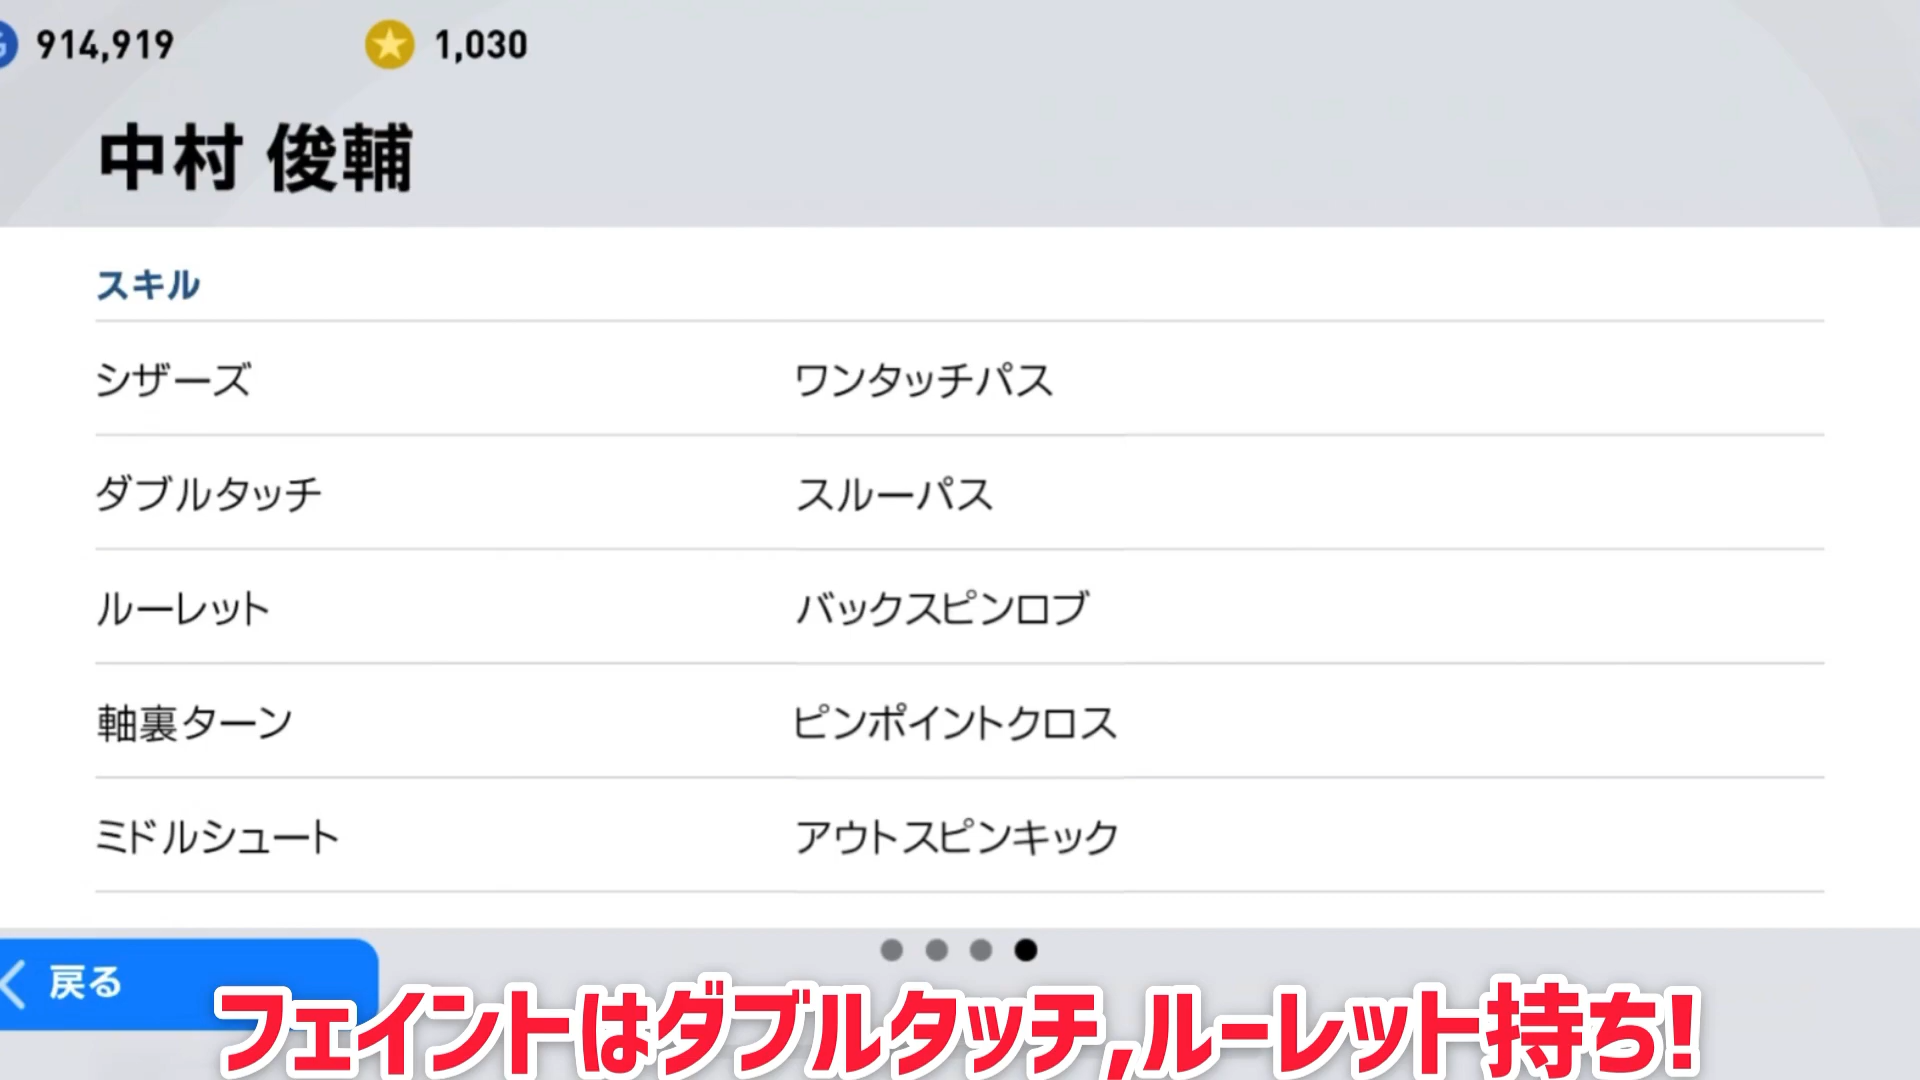 914,919 1,030
中村 俊輔
スキル
シザーズ ワンタッチパス
ダブルタッチ スルーパス
ルーレット バックスピンロブ
軸裏ターン ピンポイントクロス
ミドルシュート アウトスピンキック
戻る
フェイントはダブルタッチ,ルーレット持ち!